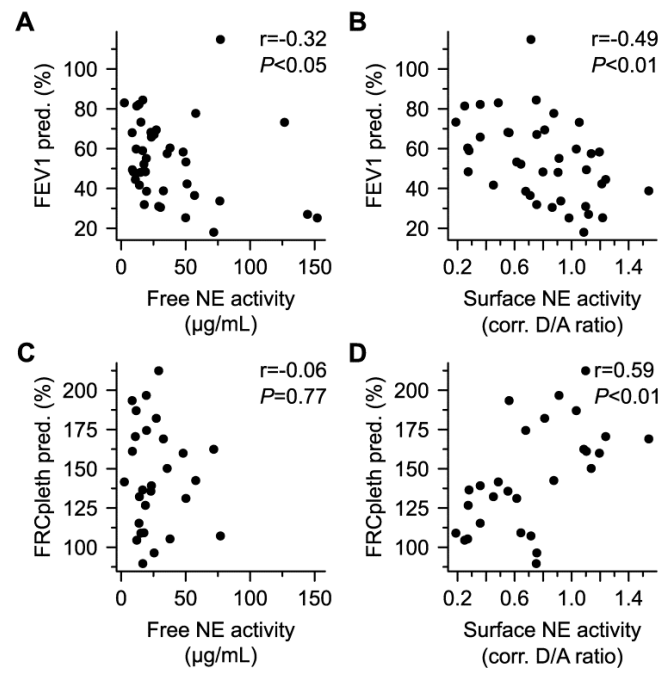 A
r=-0.32
P<0.05
FEV1 pred. (%)
100
80
60
40
20
0 50 100 150
Free NE activity
(μg/mL)
B
r=-0.49
P<0.01
FEV1 pred. (%)
100
80
60
40
20
0.2 0.6 1.0 1.4
Surface NE activity
(corr. D/A ratio)
C
r=-0.06
P=0.77
FRCpleth pred. (%)
200
175
150
125
100
0 50 100 150
Free NE activity
(μg/mL)
D
r=0.59
P<0.01
FRCpleth pred. (%)
200
175
150
125
100
0.2 0.6 1.0 1.4
Surface NE activity
(corr. D/A ratio)